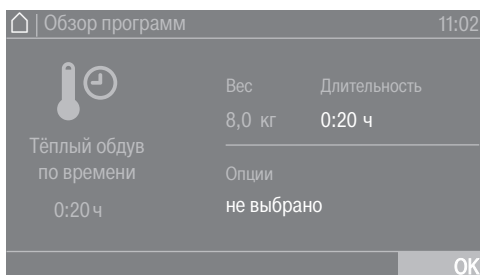 | Обзор программ 11:02
Тёплый обдув
по времени
0:20 ч
Вес Длительность
8,0 кг 0:20 ч
Опции
не выбрано
OK